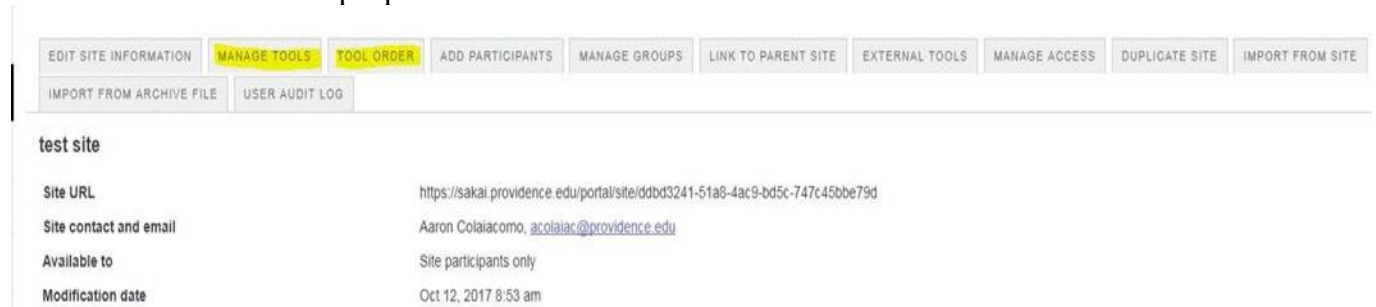 EDIT SITE INFORMATION MANAGE TOOLS TOOL ORDER ADD PARTICIPANTS MANAGE GROUPS LINK TO PARENT SITE EXTERNAL TOOLS MANAGE ACCESS DUPLICATE SITE IMPORT FROM SITE
IMPORT FROM ARCHIVE FILE USER AUDIT LOG
test site
Site URL https://sakai.providence.edu/portal/site/ddbd3241-51a8-4ac9-bd5c-747c45bbe79d
Site contact and email Aaron Colaiacomo, acolaiac@providence.edu
Available to Site participants only
Modification date Oct 12, 2017 8:53 am